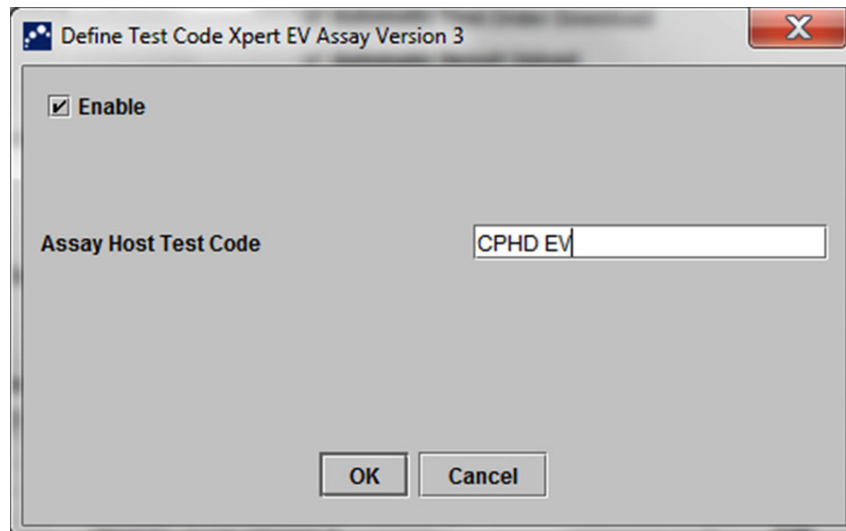 Define Test Code Xpert EV Assay Version 3
Enable
Assay Host Test Code
CPHD EV
OK
Cancel